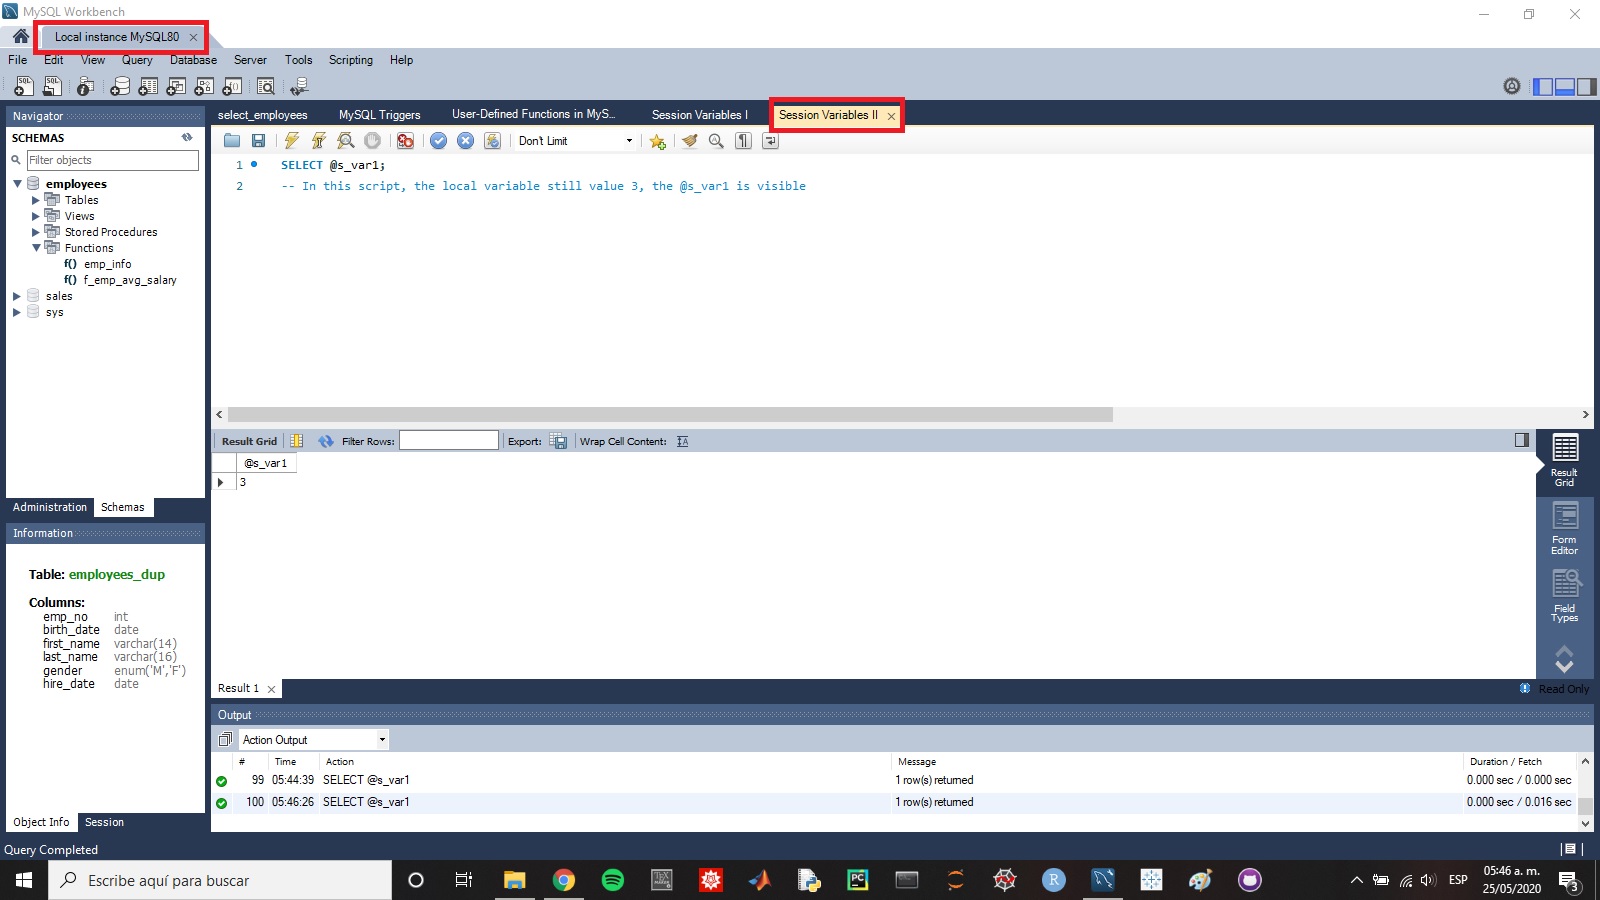 MySQL Workbench
Local instance MySQL80
File Edit View Query Database Server Tools Scripting Help
Navigator
SCHEMAS
Filter objects
employees
Tables
Views
Stored Procedures
Functions
f() emp_info
f() f_emp_avg_salary
sales
sys
Administration Schemas
Information
Table: employees_dup
Columns:
emp_no int
birth_date date
first_name varchar(14)
last_name varchar(16)
gender enum('M','F')
hire_date date
Object Info Session
select_employees MySQL Triggers User-Defined Functions in MyS... Session Variables I Session Variables II
Don't Limit
1 SELECT @s_var1;
2 -- In this script, the local variable still value 3, the @s_var1 is visible
Result Grid Filter Rows: Export: Wrap Cell Content:
@s_var1
3
Result
Grid
Form
Editor
Field
Types
Result 1
Read Only
Output
Action Output
# Time Action Message Duration / Fetch
99 05:44:39 SELECT @s_var1 1 row(s) returned 0.000 sec / 0.000 sec
100 05:46:26 SELECT @s_var1 1 row(s) returned 0.000 sec / 0.016 sec
Query Completed
Escribe aquí para buscar
ESP
05:46 a. m.
25/05/2020
3